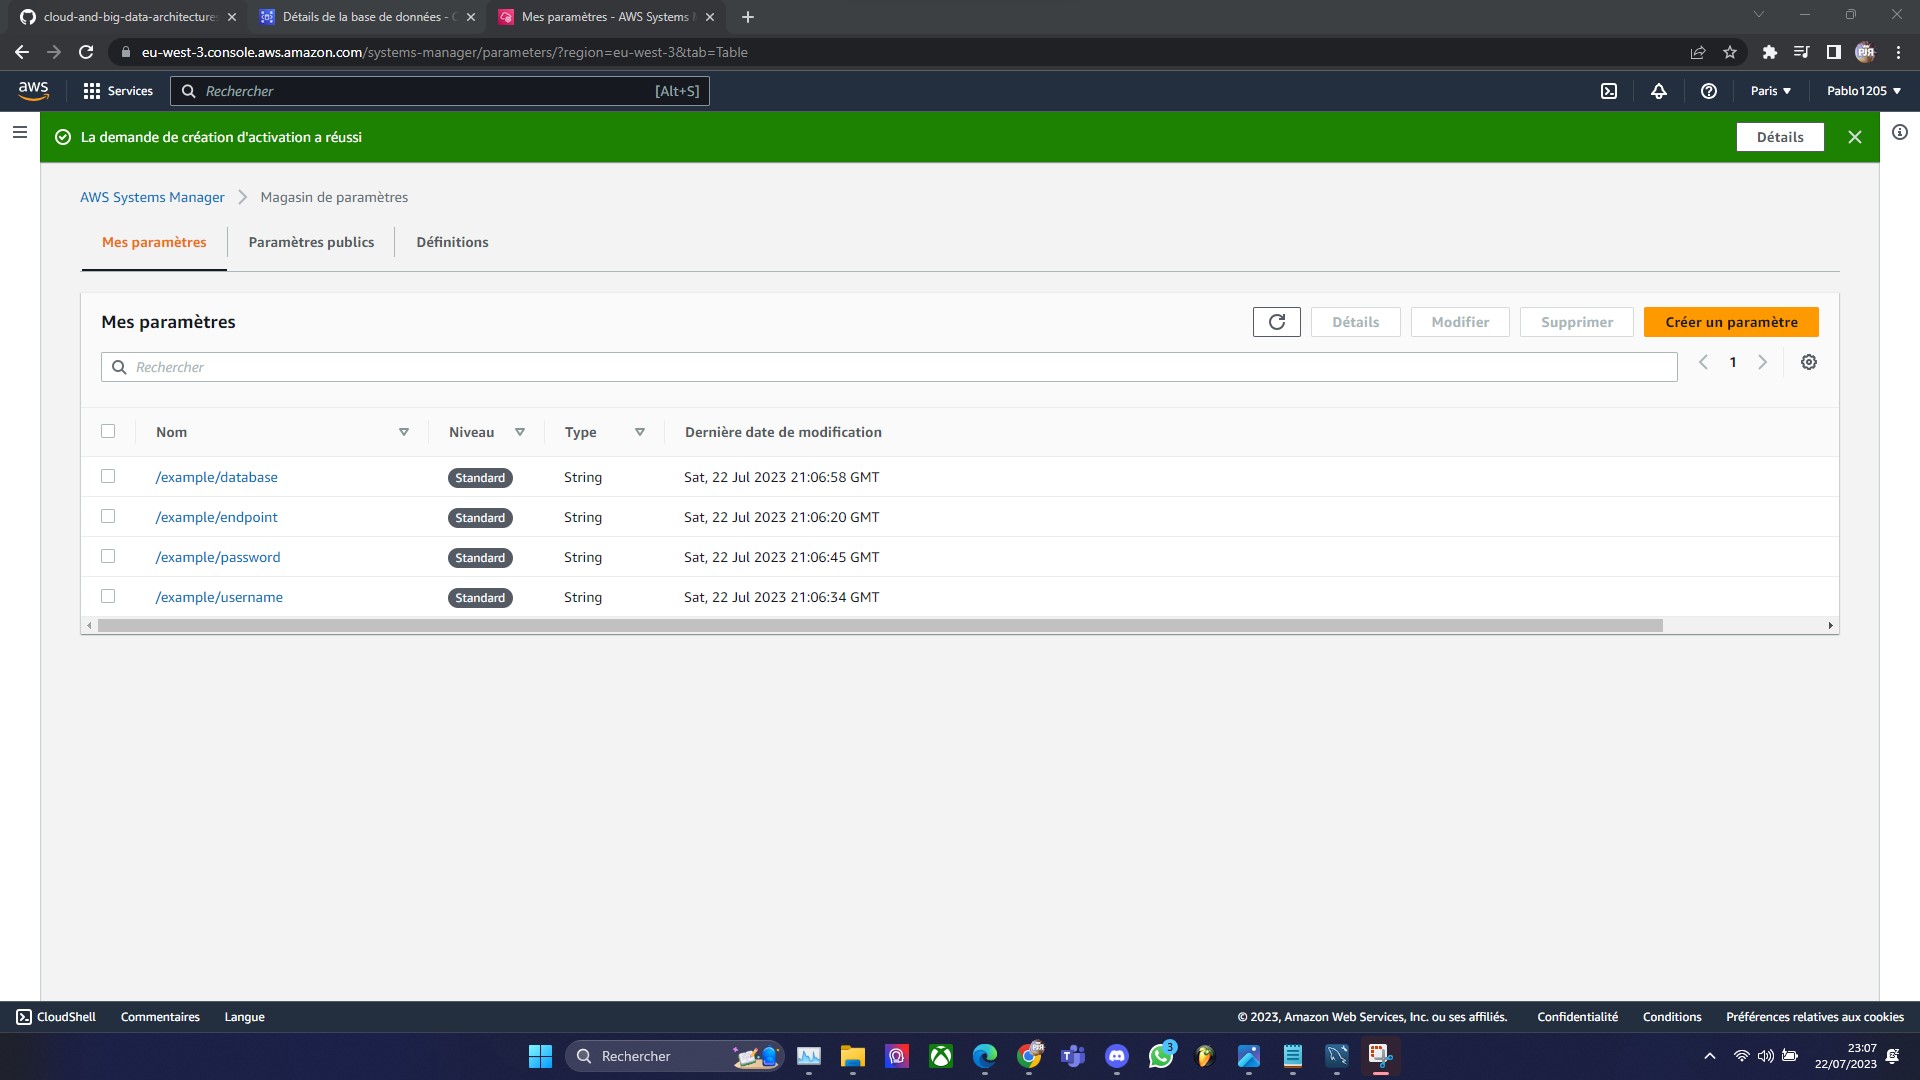 cloud-and-big-data-architecture
Détails de la base de données -
Mes paramètres - AWS Systems
eu-west-3.console.aws.amazon.com/systems-manager/parameters/?region=eu-west-3&tab=Table
aws
Services
Rechercher
[Alt+S]
Paris
Pablo1205
La demande de création d'activation a réussi
Détails
AWS Systems Manager
Magasin de paramètres
Mes paramètres
Paramètres publics
Définitions
Mes paramètres
Détails
Modifier
Supprimer
Créer un paramètre
Rechercher
1
Nom
Niveau
Type
Dernière date de modification
/example/database
Standard
String
Sat, 22 Jul 2023 21:06:58 GMT
/example/endpoint
Standard
String
Sat, 22 Jul 2023 21:06:20 GMT
/example/password
Standard
String
Sat, 22 Jul 2023 21:06:45 GMT
/example/username
Standard
String
Sat, 22 Jul 2023 21:06:34 GMT
CloudShell
Commentaires
Langue
© 2023, Amazon Web Services, Inc. ou ses affiliés.
Confidentialité
Conditions
Préférences relatives aux cookies
Rechercher
3
23:07
22/07/2023